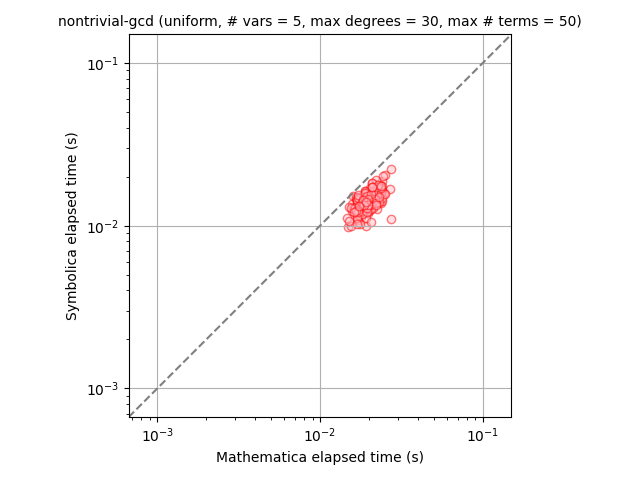 nontrivial-gcd (uniform, # vars = 5, max degrees = 30, max # terms = 50)
10⁻¹
10⁻²
10⁻³
Symbolica elapsed time (s)
10⁻³
10⁻²
10⁻¹
Mathematica elapsed time (s)